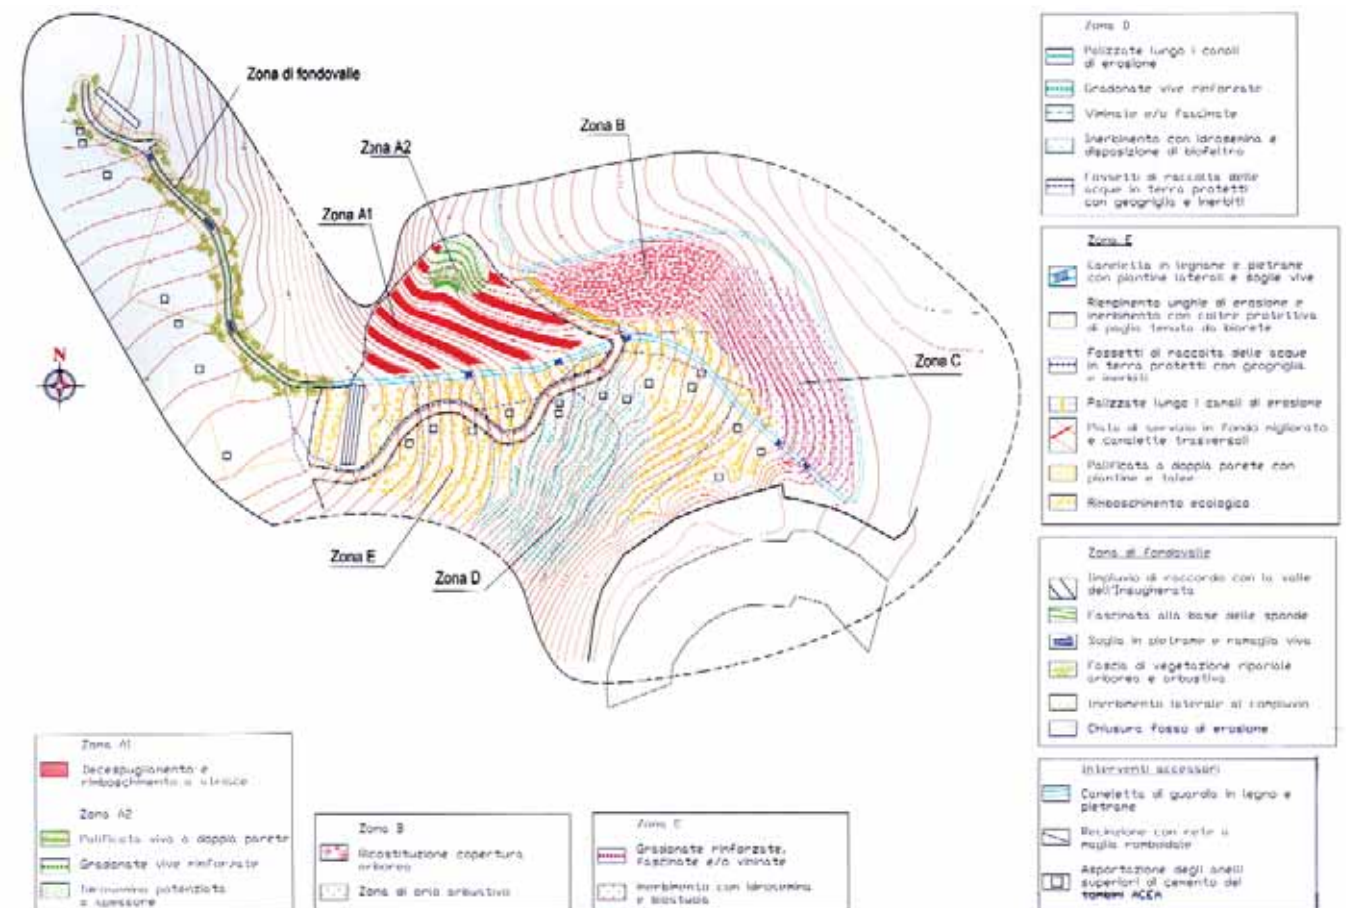 Zona di fondovalle
Zona A2
Zona B
Zona A1
Zona C
N
Zona E
Zona D
Zona D
Palizzate lungo i canali
di erosione
Gradonate vive rinforzate
Viminate e/o fascinate
Inerbimento con idrosemina e
disposizione di biofeltro
Fossetti di raccolta delle
acque in terra protetti
con geogriglia e inerbiti
Zona E
Canaletta in legname e pietrame
con piantine laterali e soglie vive
Riempimento unghie di erosione e
inerbimento con coltre protettiva
di paglia tenuta da biorete
Fossetti di raccolta delle acque
in terra protetti con geogriglia
e inerbiti
Palizzate lungo i canali di erosione
Pista di servizio in fondo migliorato
e canalette trasversali
Palificata a doppia parete con
piantine e talee
Rimboschimento ecologico
Zona di fondovalle
Impluvio di raccordo con la valle
dell'Insugherata
Fascinata alla base delle sponde
Soglia in pietrame e ramaglia viva
Fascia di vegetazione ripariale
arborea e arbustiva
Inerbimento laterale al compluvio
Chiusura fosso di erosione
Interventi accessori
Canaletta di guardia in legno e
pietrame
Recinzione con rete a
maglia romboidale
Asportazione degli anelli
superiori di cemento dei
tombini ACEA
Zona A1
Decespugliamento e
rimboschimento a strisce
Zona A2
Palificata viva a doppia parete
Gradonate vive rinforzate
Idrosemina potenziata
a spessore
Zona B
Ricostituzione copertura
arborea
Zona di orio arbustivo
Zona C
Gradonate rinforzate,
fascinate e/o viminate
Inerbimento con idrosemina
e biostuoia